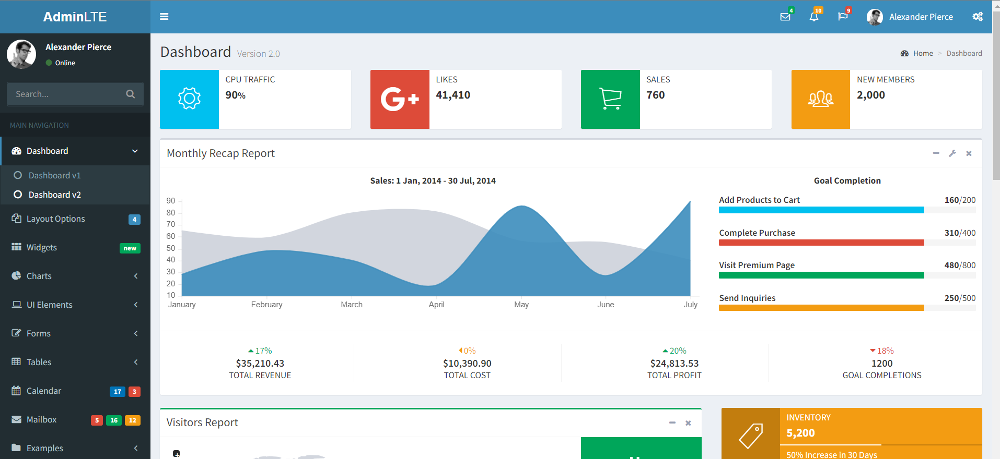 AdminLTE
4
10
9
Alexander Pierce
Alexander Pierce
Online
Search...
MAIN NAVIGATION
Dashboard
Dashboard v1
Dashboard v2
Layout Options 4
Widgets new
Charts
UI Elements
Forms
Tables
Calendar 17 3
Mailbox 5 16 12
Examples
Dashboard Version 2.0
Home > Dashboard
CPU TRAFFIC
90%
G+
LIKES
41,410
SALES
760
NEW MEMBERS
2,000
Monthly Recap Report
Sales: 1 Jan, 2014 - 30 Jul, 2014
90
80
70
60
50
40
30
20
10
January February March April May June July
Goal Completion
Add Products to Cart 160/200
Complete Purchase 310/400
Visit Premium Page 480/800
Send Inquiries 250/500
17%
$35,210.43
TOTAL REVENUE
0%
$10,390.90
TOTAL COST
20%
$24,813.53
TOTAL PROFIT
18%
1200
GOAL COMPLETIONS
Visitors Report
+
INVENTORY
5,200
50% Increase in 30 Days